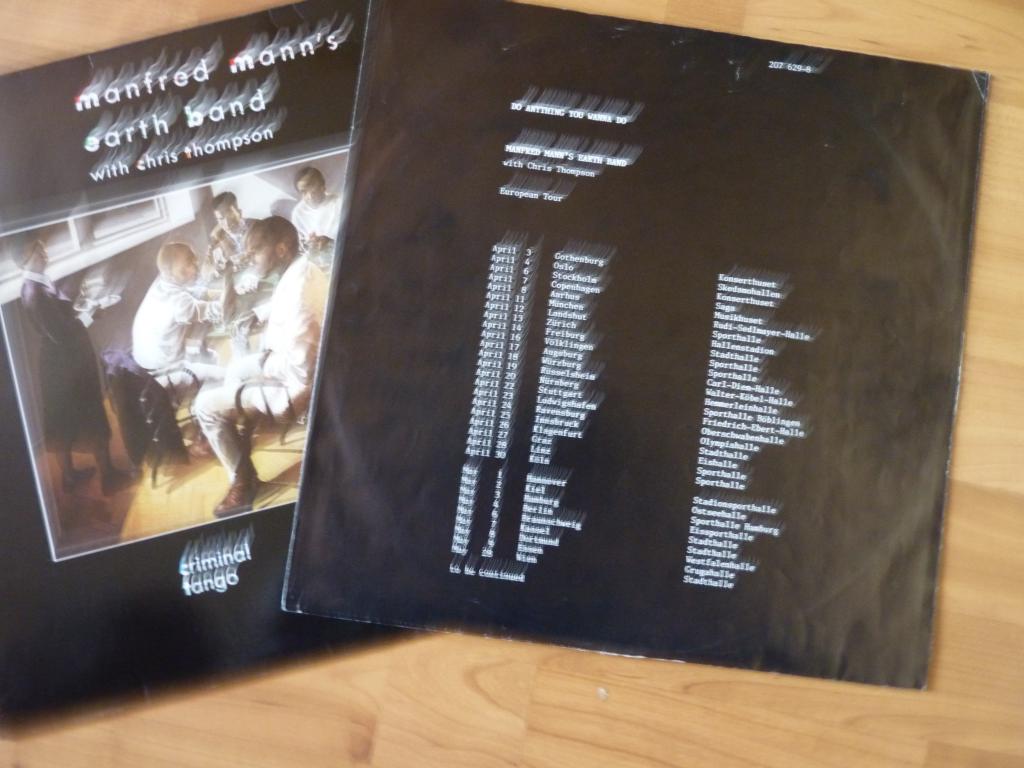 manfred mann's
earth band
with chris thompson
criminal
tango
207 629-8
DO ANYTHING YOU WANNA DO
MANFRED MANN'S EARTH BAND
with Chris Thompson
European Tour
April 3 Gothenburg Konserthuset
April 4 Oslo Skedsmohallen
April 6 Stockholm Konserthuset
April 7 Copenhagen Saga
April 8 Aarhus Musikhuset
April 11 München Rudi-Sedlmayer-Halle
April 12 Landshut Sporthalle
April 13 Zürich Hallenstadion
April 14 Freiburg Stadthalle
April 16 Völklingen Sporthalle
April 17 Augsburg Sporthalle
April 18 Würzburg Carl-Diem-Halle
April 19 Rüsselsheim Walter-Köbel-Halle
April 20 Nürnberg Hemmerleinhalle
April 22 Stuttgart Sporthalle Böblingen
April 23 Ludwigshafen Friedrich-Ebert-Halle
April 24 Ravensburg Oberschwabenhalle
April 25 Innsbruck Olympiahalle
April 26 Klagenfurt Stadthalle
April 27 Graz Eishalle
April 28 Linz Sporthalle
April 30 Köln Sporthalle
May 1 Hannover Stadionsporthalle
May 2 Kiel Ostseehalle
May 3 Hamburg Sporthalle Hamburg
May 4 Berlin Eissporthalle
May 6 Braunschweig Stadthalle
May 7 Kassel Stadthalle
May 8 Dortmund Westfalenhalle
May Essen Grugahalle
May 20 Wien Stadthalle
to be continued